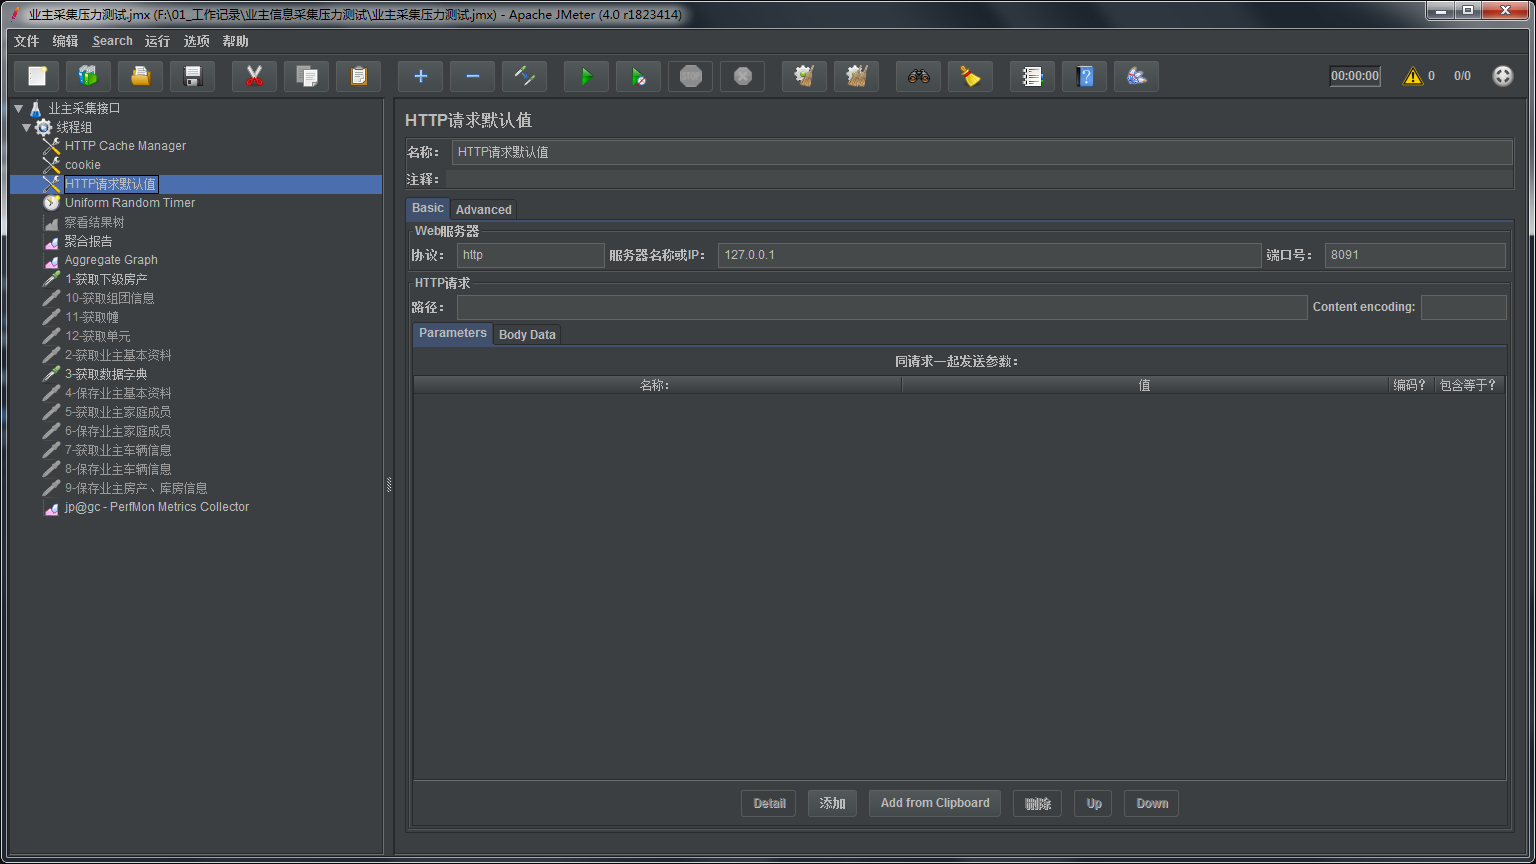 业主采集压力测试.jmx (F:\01_工作记录\业主信息采集压力测试\业主采集压力测试.jmx) - Apache JMeter (4.0 r1823414)
文件 编辑 Search 运行 选项 帮助
STOP 00:00:00 0 0/0
业主采集接口
线程组
HTTP Cache Manager
cookie
HTTP请求默认值
Uniform Random Timer
察看结果树
聚合报告
Aggregate Graph
1-获取下级房产
10-获取组团信息
11-获取幢
12-获取单元
2-获取业主基本资料
3-获取数据字典
4-保存业主基本资料
5-获取业主家庭成员
6-保存业主家庭成员
7-获取业主车辆信息
8-保存业主车辆信息
9-保存业主房产、库房信息
jp@gc - PerfMon Metrics Collector
HTTP请求默认值
名称： HTTP请求默认值
注释：
Basic Advanced
Web服务器
协议： http 服务器名称或IP： 127.0.0.1 端口号： 8091
HTTP请求
路径： Content encoding:
Parameters Body Data
同请求一起发送参数：
名称： 值 编码？ 包含等于？
Detail 添加 Add from Clipboard 删除 Up Down